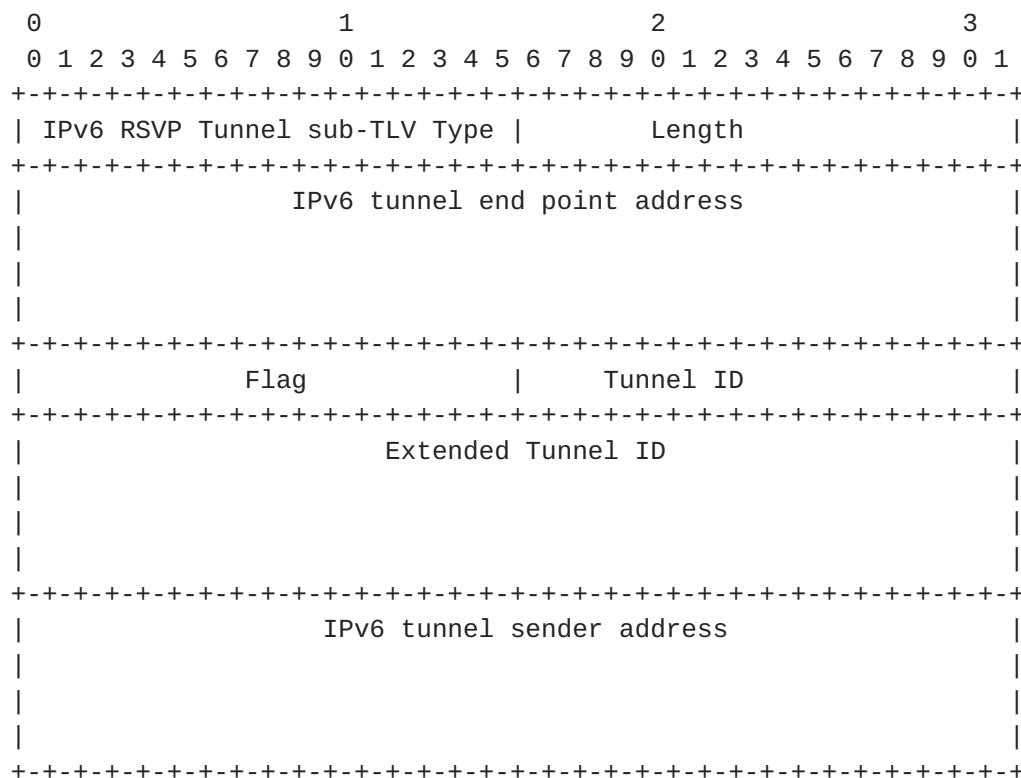 0                   1                   2                   3
 0 1 2 3 4 5 6 7 8 9 0 1 2 3 4 5 6 7 8 9 0 1 2 3 4 5 6 7 8 9 0 1
+-+-+-+-+-+-+-+-+-+-+-+-+-+-+-+-+-+-+-+-+-+-+-+-+-+-+-+-+-+-+-+-+
| IPv6 RSVP Tunnel sub-TLV Type |        Length                 |
+-+-+-+-+-+-+-+-+-+-+-+-+-+-+-+-+-+-+-+-+-+-+-+-+-+-+-+-+-+-+-+-+
|                 IPv6 tunnel end point address                 |
|                                                               |
|                                                               |
|                                                               |
+-+-+-+-+-+-+-+-+-+-+-+-+-+-+-+-+-+-+-+-+-+-+-+-+-+-+-+-+-+-+-+-+
|              Flag             |     Tunnel ID                 |
+-+-+-+-+-+-+-+-+-+-+-+-+-+-+-+-+-+-+-+-+-+-+-+-+-+-+-+-+-+-+-+-+
|                       Extended Tunnel ID                      |
|                                                               |
|                                                               |
|                                                               |
+-+-+-+-+-+-+-+-+-+-+-+-+-+-+-+-+-+-+-+-+-+-+-+-+-+-+-+-+-+-+-+-+
|                   IPv6 tunnel sender address                  |
|                                                               |
|                                                               |
|                                                               |
+-+-+-+-+-+-+-+-+-+-+-+-+-+-+-+-+-+-+-+-+-+-+-+-+-+-+-+-+-+-+-+-+